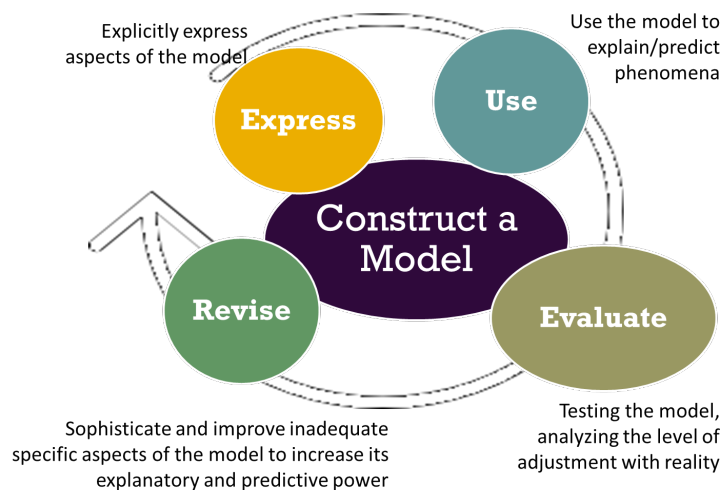 Explicitly express
aspects of the model
Use the model to
explain/predict
phenomena
Express
Use
Construct a
Model
Revise
Evaluate
Sophisticate and improve inadequate
specific aspects of the model to increase its
explanatory and predictive power
Testing the model,
analyzing the level of
adjustment with reality